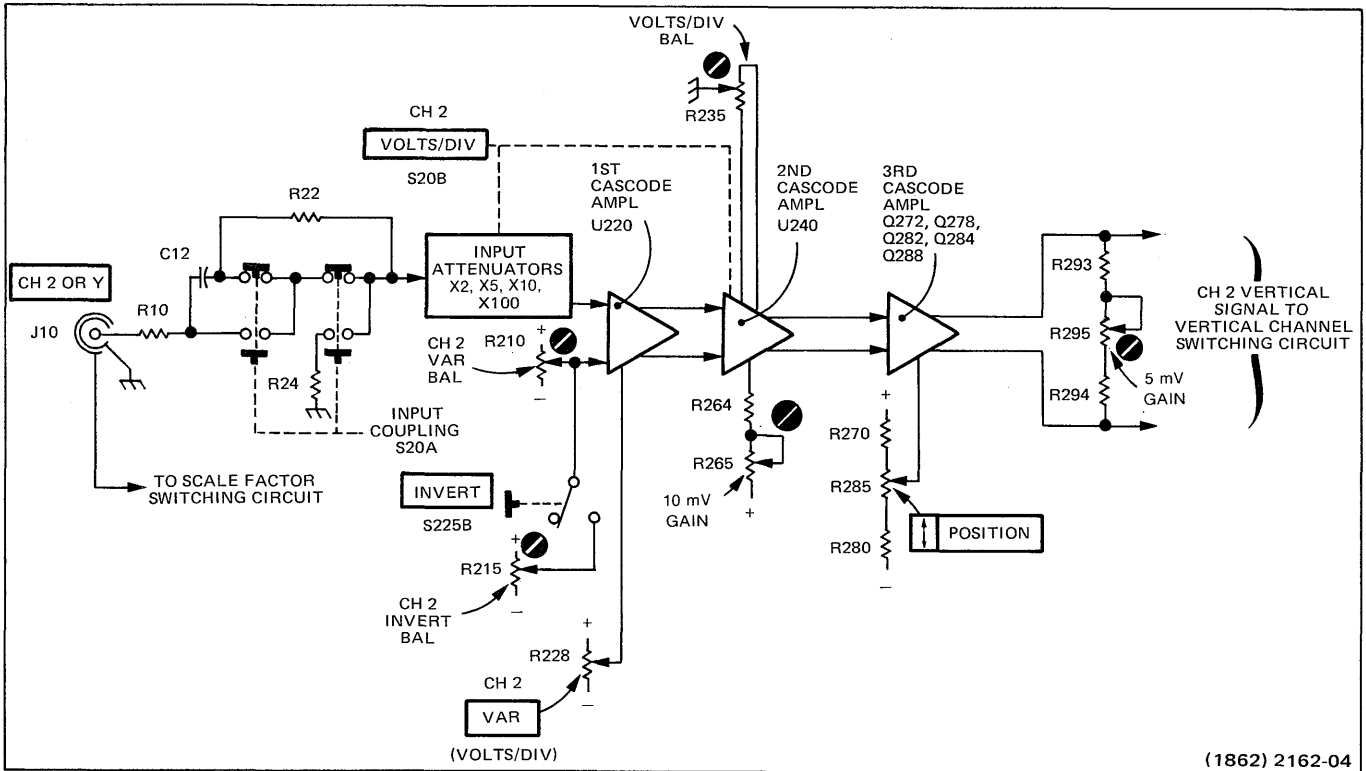 VOLTS/DIV
BAL
R235
CH 2
VOLTS/DIV
S20B
1ST
CASCODE
AMPL
U220
2ND
CASCODE
AMPL
U240
3RD
CASCODE
AMPL
Q272, Q278,
Q282, Q284
Q288
R22
C12
CH 2 OR Y
J10
R10
INPUT
ATTENUATORS
X2, X5, X10,
X100
R24
INPUT
COUPLING
S20A
TO SCALE FACTOR
SWITCHING CIRCUIT
R210
+
CH 2
VAR
BAL
−
INVERT
S225B
+
R215
−
CH 2
INVERT
BAL
+
R228
−
CH 2
VAR
(VOLTS/DIV)
R264
R265
10 mV
GAIN
+
+
R270
R285
R280
−
↕ POSITION
R293
R295
R294
5 mV
GAIN
CH 2 VERTICAL
SIGNAL TO
VERTICAL CHANNEL
SWITCHING CIRCUIT
(1862) 2162-04